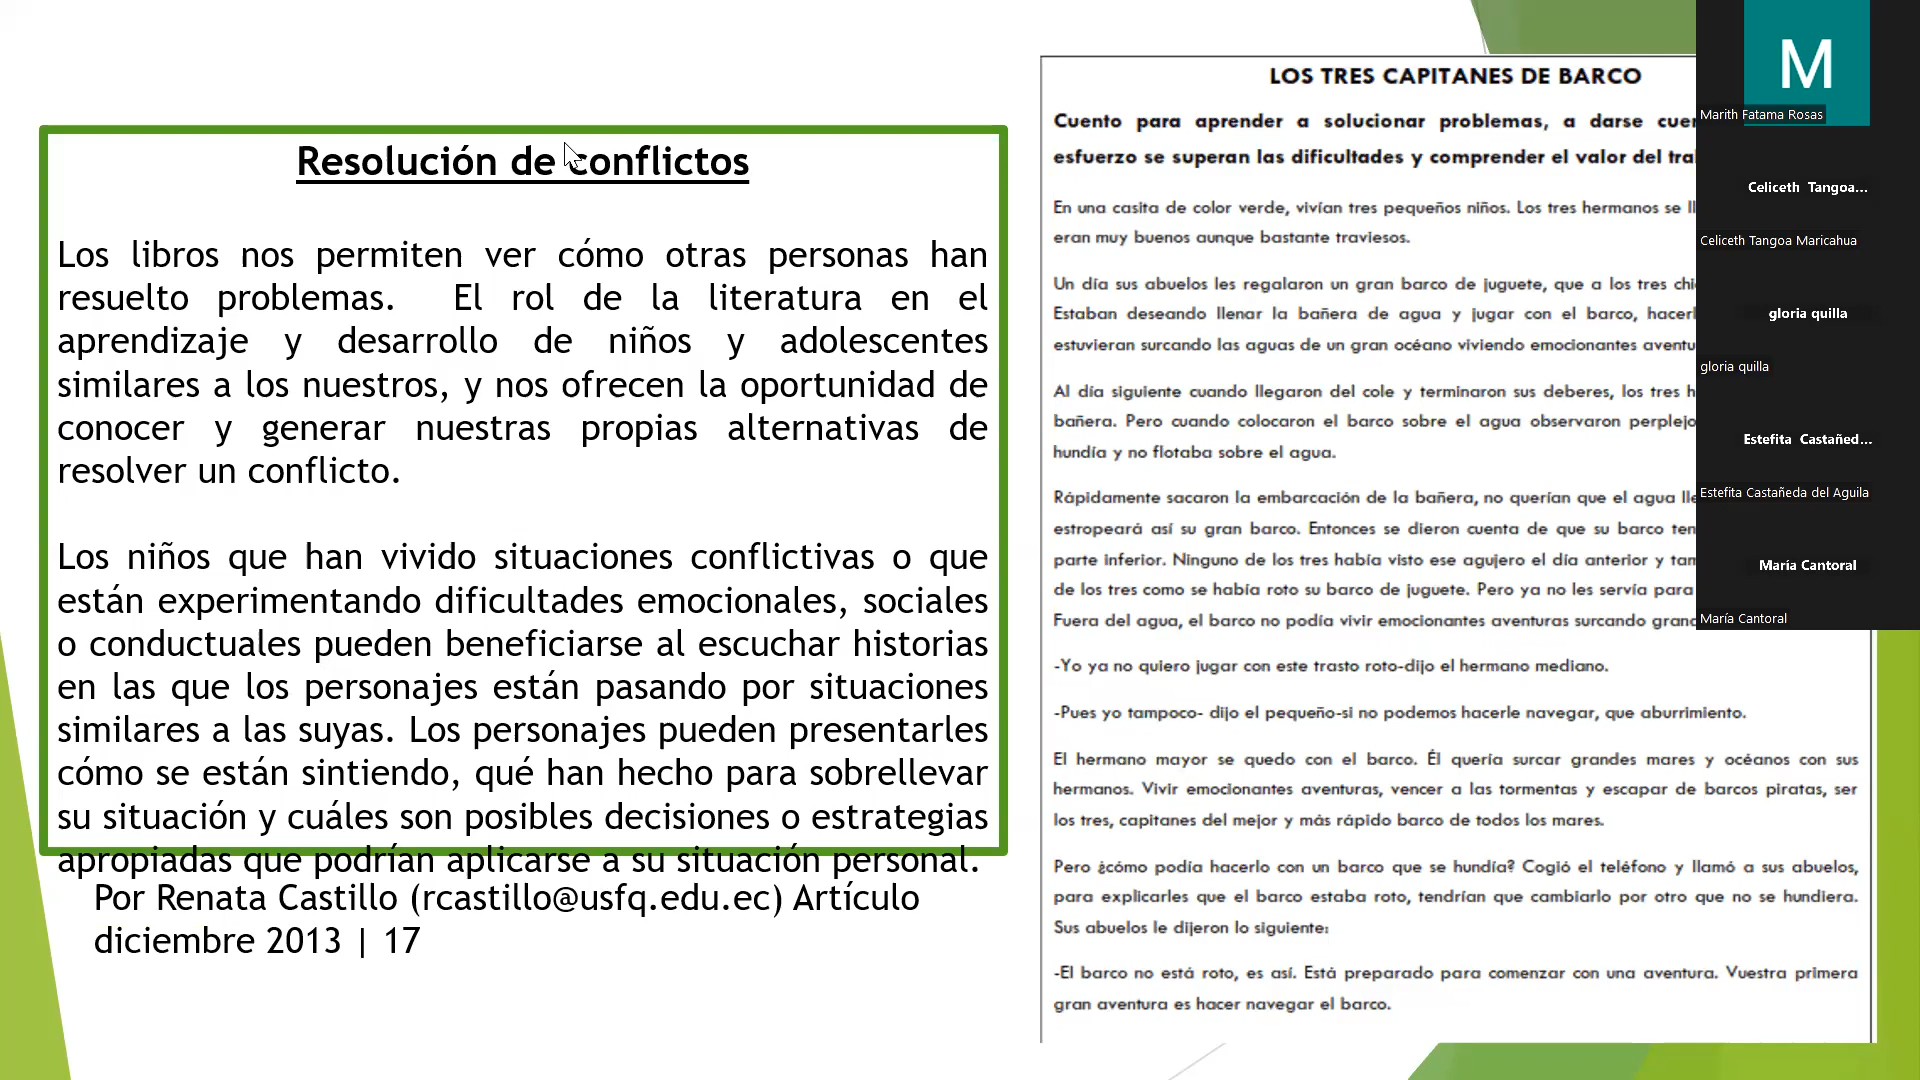 Resolución de conflictos
Los libros nos permiten ver cómo otras personas han
resuelto problemas. El rol de la literatura en el
aprendizaje y desarrollo de niños y adolescentes
similares a los nuestros, y nos ofrecen la oportunidad de
conocer y generar nuestras propias alternativas de
resolver un conflicto.
Los niños que han vivido situaciones conflictivas o que
están experimentando dificultades emocionales, sociales
o conductuales pueden beneficiarse al escuchar historias
en las que los personajes están pasando por situaciones
similares a las suyas. Los personajes pueden presentarles
cómo se están sintiendo, qué han hecho para sobrellevar
su situación y cuáles son posibles decisiones o estrategias
apropiadas que podrían aplicarse a su situación personal.
Por Renata Castillo (rcastillo@usfq.edu.ec) Artículo
diciembre 2013 | 17
LOS TRES CAPITANES DE BARCO
Cuento para aprender a solucionar problemas, a darse
esfuerzo se superan las dificultades y comprender el valor del
En una casita de color verde, vivían tres pequeños niños. Los tres hermanos se
eran muy buenos aunque bastante traviesos.
Un día sus abuelos les regalaron un gran barco de juguete, que a los tres
Estaban deseando llenar la bañera de agua y jugar con el barco,
estuvieran surcando las aguas de un gran océano viviendo emocionantes
Al día siguiente cuando llegaron del cole y terminaron sus deberes, los tres
bañera. Pero cuando colocaron el barco sobre el agua observaron
hundía y no flotaba sobre el agua.
Rápidamente sacaron la embarcación de la bañera, no querían que el agua
estropeará así su gran barco. Entonces se dieron cuenta de que su barco
parte inferior. Ninguno de los tres había visto ese agujero el día anterior y
de los tres como se había roto su barco de juguete. Pero ya no les servía para
Fuera del agua, el barco no podía vivir emocionantes aventuras surcando
-Yo ya no quiero jugar con este trasto roto-dijo el hermano mediano.
-Pues yo tampoco- dijo el pequeño-si no podemos hacerle navegar, que aburrimiento.
El hermano mayor se quedo con el barco. Él quería surcar grandes mares y océanos con sus
hermanos. Vivir emocionantes aventuras, vencer a las tormentas y escapar de barcos piratas, ser
los tres, capitanes del mejor y más rápido barco de todos los mares.
Pero ¿cómo podía hacerlo con un barco que se hundía? Cogió el teléfono y llamó a sus abuelos,
para explicarles que el barco estaba roto, tendrían que cambiarlo por otro que no se hundiera.
Sus abuelos le dijeron lo siguiente:
-El barco no está roto, es así. Está preparado para comenzar con una aventura. Vuestra primera
gran aventura es hacer navegar el barco.
M
Marith Fatama Rosas
Celiceth Tangoa...
Celiceth Tangoa Maricahua
gloria quilla
gloria quilla
Estefita Castañed...
Estefita Castañeda del Aguila
María Cantoral
María Cantoral